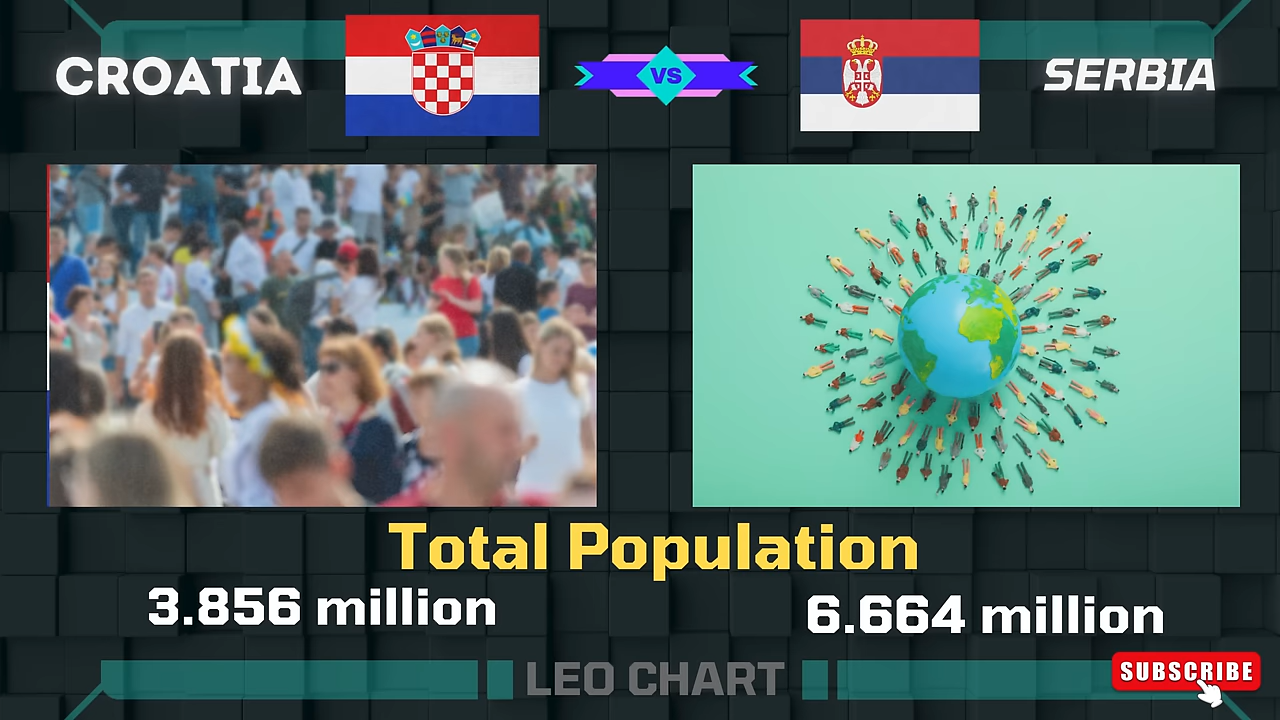 CROATIA
VS
SERBIA
Total Population
3.856 million
6.664 million
LEO CHART
SUBSCRIBE